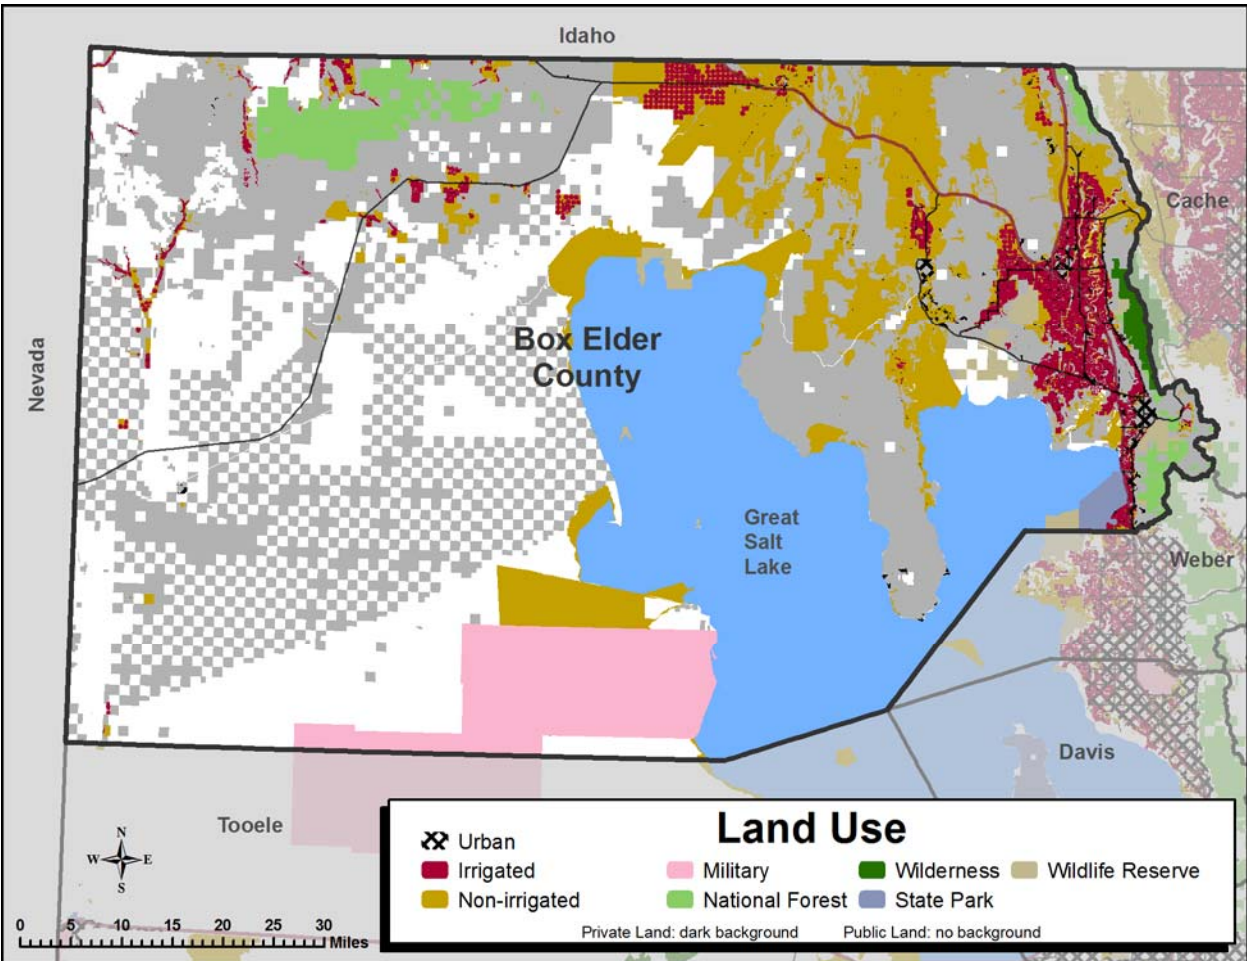 Idaho
Cache
Nevada
Box Elder
County
Great
Salt
Lake
Weber
Davis
Tooele
N
W E
S
0 5 10 15 20 25 30
Miles
Land Use
Urban
Irrigated Military Wilderness Wildlife Reserve
Non-irrigated National Forest State Park
Private Land: dark background Public Land: no background